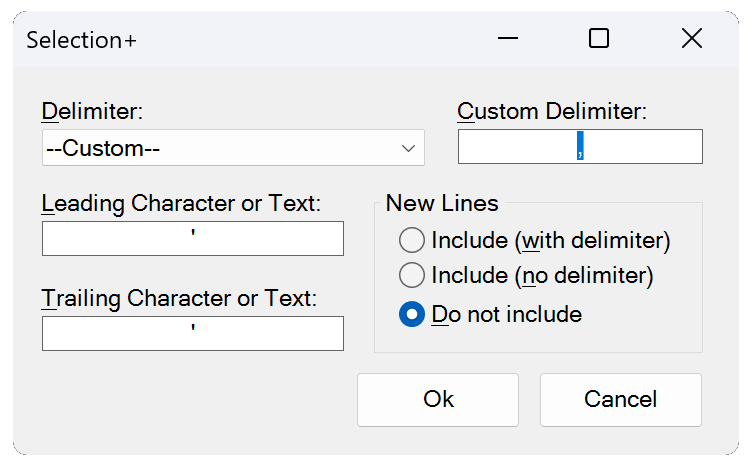 Selection+
Delimiter:
Custom Delimiter:
--Custom--
,
Leading Character or Text:
'
New Lines
Include (with delimiter)
Include (no delimiter)
Do not include
Trailing Character or Text:
'
Ok
Cancel